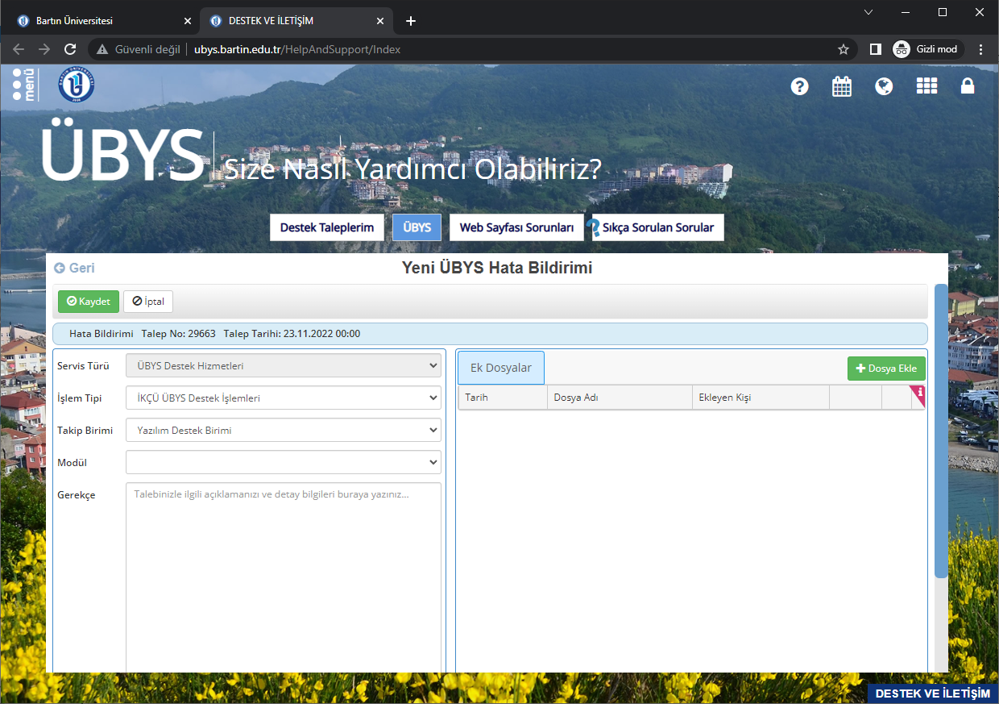 Bartın Üniversitesi
DESTEK VE İLETİŞİM
Güvenli değil
ubys.bartin.edu.tr/HelpAndSupport/Index
Gizli mod
menü
ÜBYS
Size Nasıl Yardımcı Olabiliriz?
Destek Taleplerim
ÜBYS
Web Sayfası Sorunları
? Sıkça Sorulan Sorular
Geri
Yeni ÜBYS Hata Bildirimi
Kaydet
İptal
Hata Bildirimi Talep No: 29663 Talep Tarihi: 23.11.2022 00:00
Servis Türü
ÜBYS Destek Hizmetleri
İşlem Tipi
İKÇÜ ÜBYS Destek İşlemleri
Takip Birimi
Yazılım Destek Birimi
Modül
Gerekçe
Talebinizle ilgili açıklamanızı ve detay bilgileri buraya yazınız...
Ek Dosyalar
Dosya Ekle
Tarih
Dosya Adı
Ekleyen Kişi
DESTEK VE İLETİŞİM